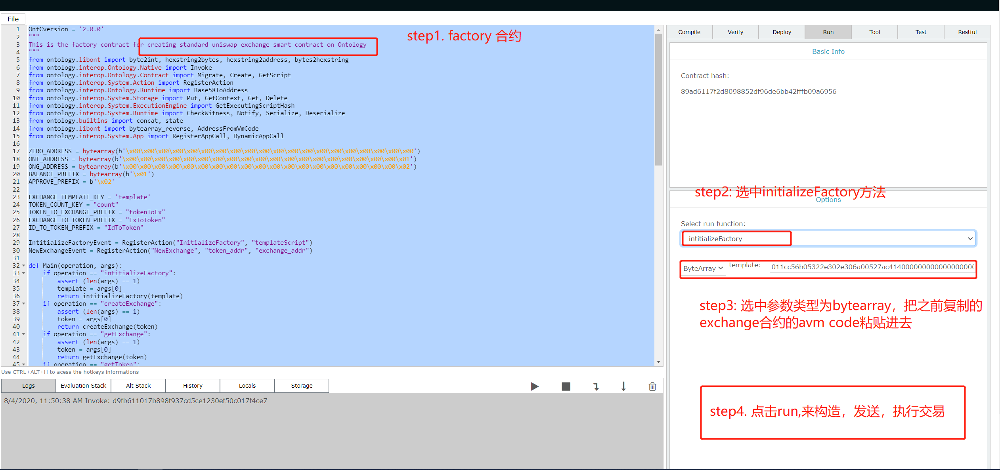 File
1 OntCversion = '2.0.0'
2 """
3 This is the factory contract for creating standard uniswap exchange smart contract on Ontology
4 """
5 from ontology.libont import byte2int, hexstring2bytes, hexstring2address, bytes2hexstring
6 from ontology.interop.Ontology.Native import Invoke
7 from ontology.interop.Ontology.Contract import Migrate, Create, GetScript
8 from ontology.interop.System.Action import RegisterAction
9 from ontology.interop.Ontology.Runtime import Base58ToAddress
10 from ontology.interop.System.Storage import Put, GetContext, Get, Delete
11 from ontology.interop.System.ExecutionEngine import GetExecutingScriptHash
12 from ontology.interop.System.Runtime import CheckWitness, Notify, Serialize, Deserialize
13 from ontology.builtins import concat, state
14 from ontology.libont import bytearray_reverse, AddressFromVmCode
15 from ontology.interop.System.App import RegisterAppCall, DynamicAppCall
16
17 ZERO_ADDRESS = bytearray(b'\x00\x00\x00\x00\x00\x00\x00\x00\x00\x00\x00\x00\x00\x00\x00\x00\x00\x00\x00\x00')
18 ONT_ADDRESS = bytearray(b'\x00\x00\x00\x00\x00\x00\x00\x00\x00\x00\x00\x00\x00\x00\x00\x00\x00\x00\x00\x01')
19 ONG_ADDRESS = bytearray(b'\x00\x00\x00\x00\x00\x00\x00\x00\x00\x00\x00\x00\x00\x00\x00\x00\x00\x00\x00\x02')
20 BALANCE_PREFIX = bytearray(b'\x01')
21 APPROVE_PREFIX = b'\x02'
22
23 EXCHANGE_TEMPLATE_KEY = 'template'
24 TOKEN_COUNT_KEY = "count"
25 TOKEN_TO_EXCHANGE_PREFIX = "tokenToEx"
26 EXCHANGE_TO_TOKEN_PREFIX = "ExToToken"
27 ID_TO_TOKEN_PREFIX = "IdToToken"
28
29 IntitializeFactoryEvent = RegisterAction("InitializeFactory", "templateScript")
30 NewExchangeEvent = RegisterAction("NewExchange", "token_addr", "exchange_addr")
31
32 def Main(operation, args):
33 if operation == "intitializeFactory":
34 assert (len(args) == 1)
35 template = args[0]
36 return intitializeFactory(template)
37 if operation == "createExchange":
38 assert (len(args) == 1)
39 token = args[0]
40 return createExchange(token)
41 if operation == "getExchange":
42 assert (len(args) == 1)
43 token = args[0]
44 return getExchange(token)
45 if operation == "getToken":
step1. factory 合约
Use CTRL+ALT+H to acess the hotkeys informations
Logs Evaluation Stack Alt Stack History Locals Storage
8/4/2020, 11:50:38 AM Invoke: d9fb611017b898f937cd5ce1230ef50c017f4ce7
Compile Verify Deploy Run Tool Test Restful
Basic Info
Contract hash:
89ad6117f2d8098852df96de6bb42fffb09a6956
step2: 选中initializeFactory方法
Options
Select run function:
intitializeFactory
ByteArray template: 011cc56b05322e302e306a00527ac4140000000000000000000
step3: 选中参数类型为bytearray，把之前复制的
exchange合约的avm code粘贴进去
step4. 点击run,来构造，发送，执行交易